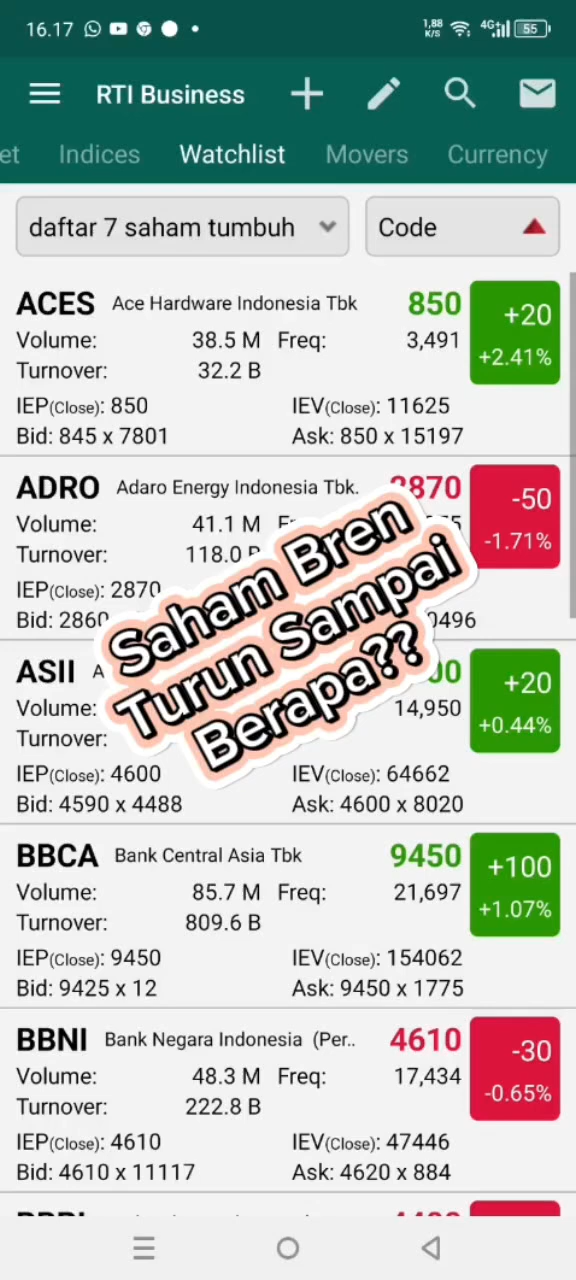 16.17
1,88 K/S 4G+ 55
RTI Business
et Indices Watchlist Movers Currency
daftar 7 saham tumbuh Code
ACES Ace Hardware Indonesia Tbk 850 +20
Volume: 38.5 M Freq: 3,491 +2.41%
Turnover: 32.2 B
IEP(Close): 850 IEV(Close): 11625
Bid: 845 x 7801 Ask: 850 x 15197
ADRO Adaro Energy Indonesia Tbk. 2870 -50
Volume: 41.1 M -1.71%
Turnover: 118.0
IEP(Close): 2870
Bid: 2860
Saham Bren
Turun Sampai
Berapa??
ASII A +20
Volume: 14,950 +0.44%
Turnover:
IEP(Close): 4600 IEV(Close): 64662
Bid: 4590 x 4488 Ask: 4600 x 8020
BBCA Bank Central Asia Tbk 9450 +100
Volume: 85.7 M Freq: 21,697 +1.07%
Turnover: 809.6 B
IEP(Close): 9450 IEV(Close): 154062
Bid: 9425 x 12 Ask: 9450 x 1775
BBNI Bank Negara Indonesia (Per.. 4610 -30
Volume: 48.3 M Freq: 17,434 -0.65%
Turnover: 222.8 B
IEP(Close): 4610 IEV(Close): 47446
Bid: 4610 x 11117 Ask: 4620 x 884